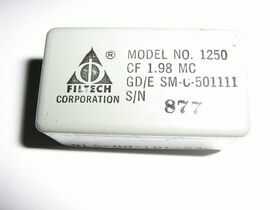 ®
FILTECH
CORPORATION
MODEL NO. 1250
CF 1.98 MC
GD/E SM-C-501111
S/N
877